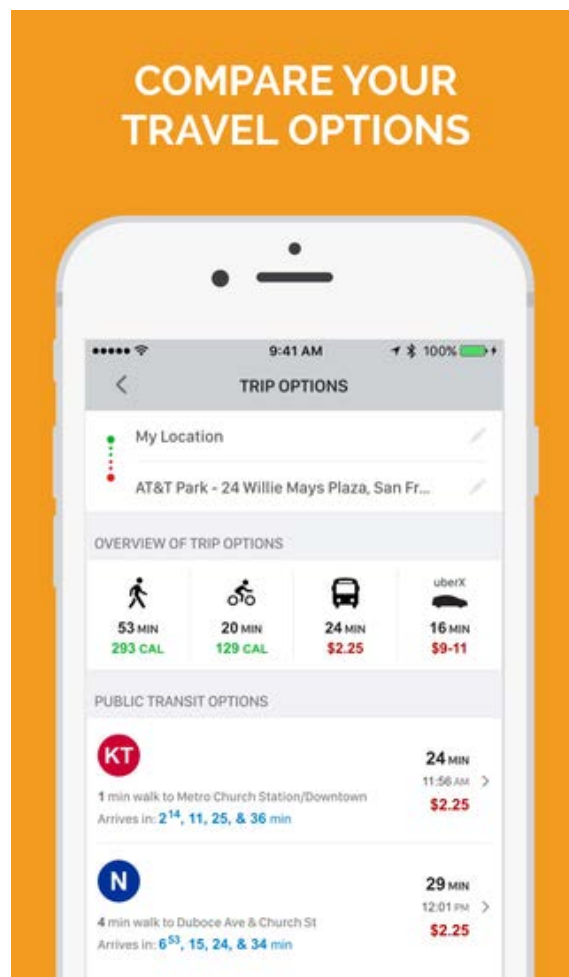 COMPARE YOUR
TRAVEL OPTIONS
9:41 AM
100%
TRIP OPTIONS
My Location
AT&T Park - 24 Willie Mays Plaza, San Fr...
OVERVIEW OF TRIP OPTIONS
uberX
53 MIN 20 MIN 24 MIN 16 MIN
293 CAL 129 CAL $2.25 $9-11
PUBLIC TRANSIT OPTIONS
KT
24 MIN
11:56 AM
1 min walk to Metro Church Station/Downtown
$2.25
Arrives in: 2¹⁴, 11, 25, & 36 min
N
29 MIN
12:01 PM
4 min walk to Duboce Ave & Church St
$2.25
Arrives in: 6⁵³, 15, 24, & 34 min